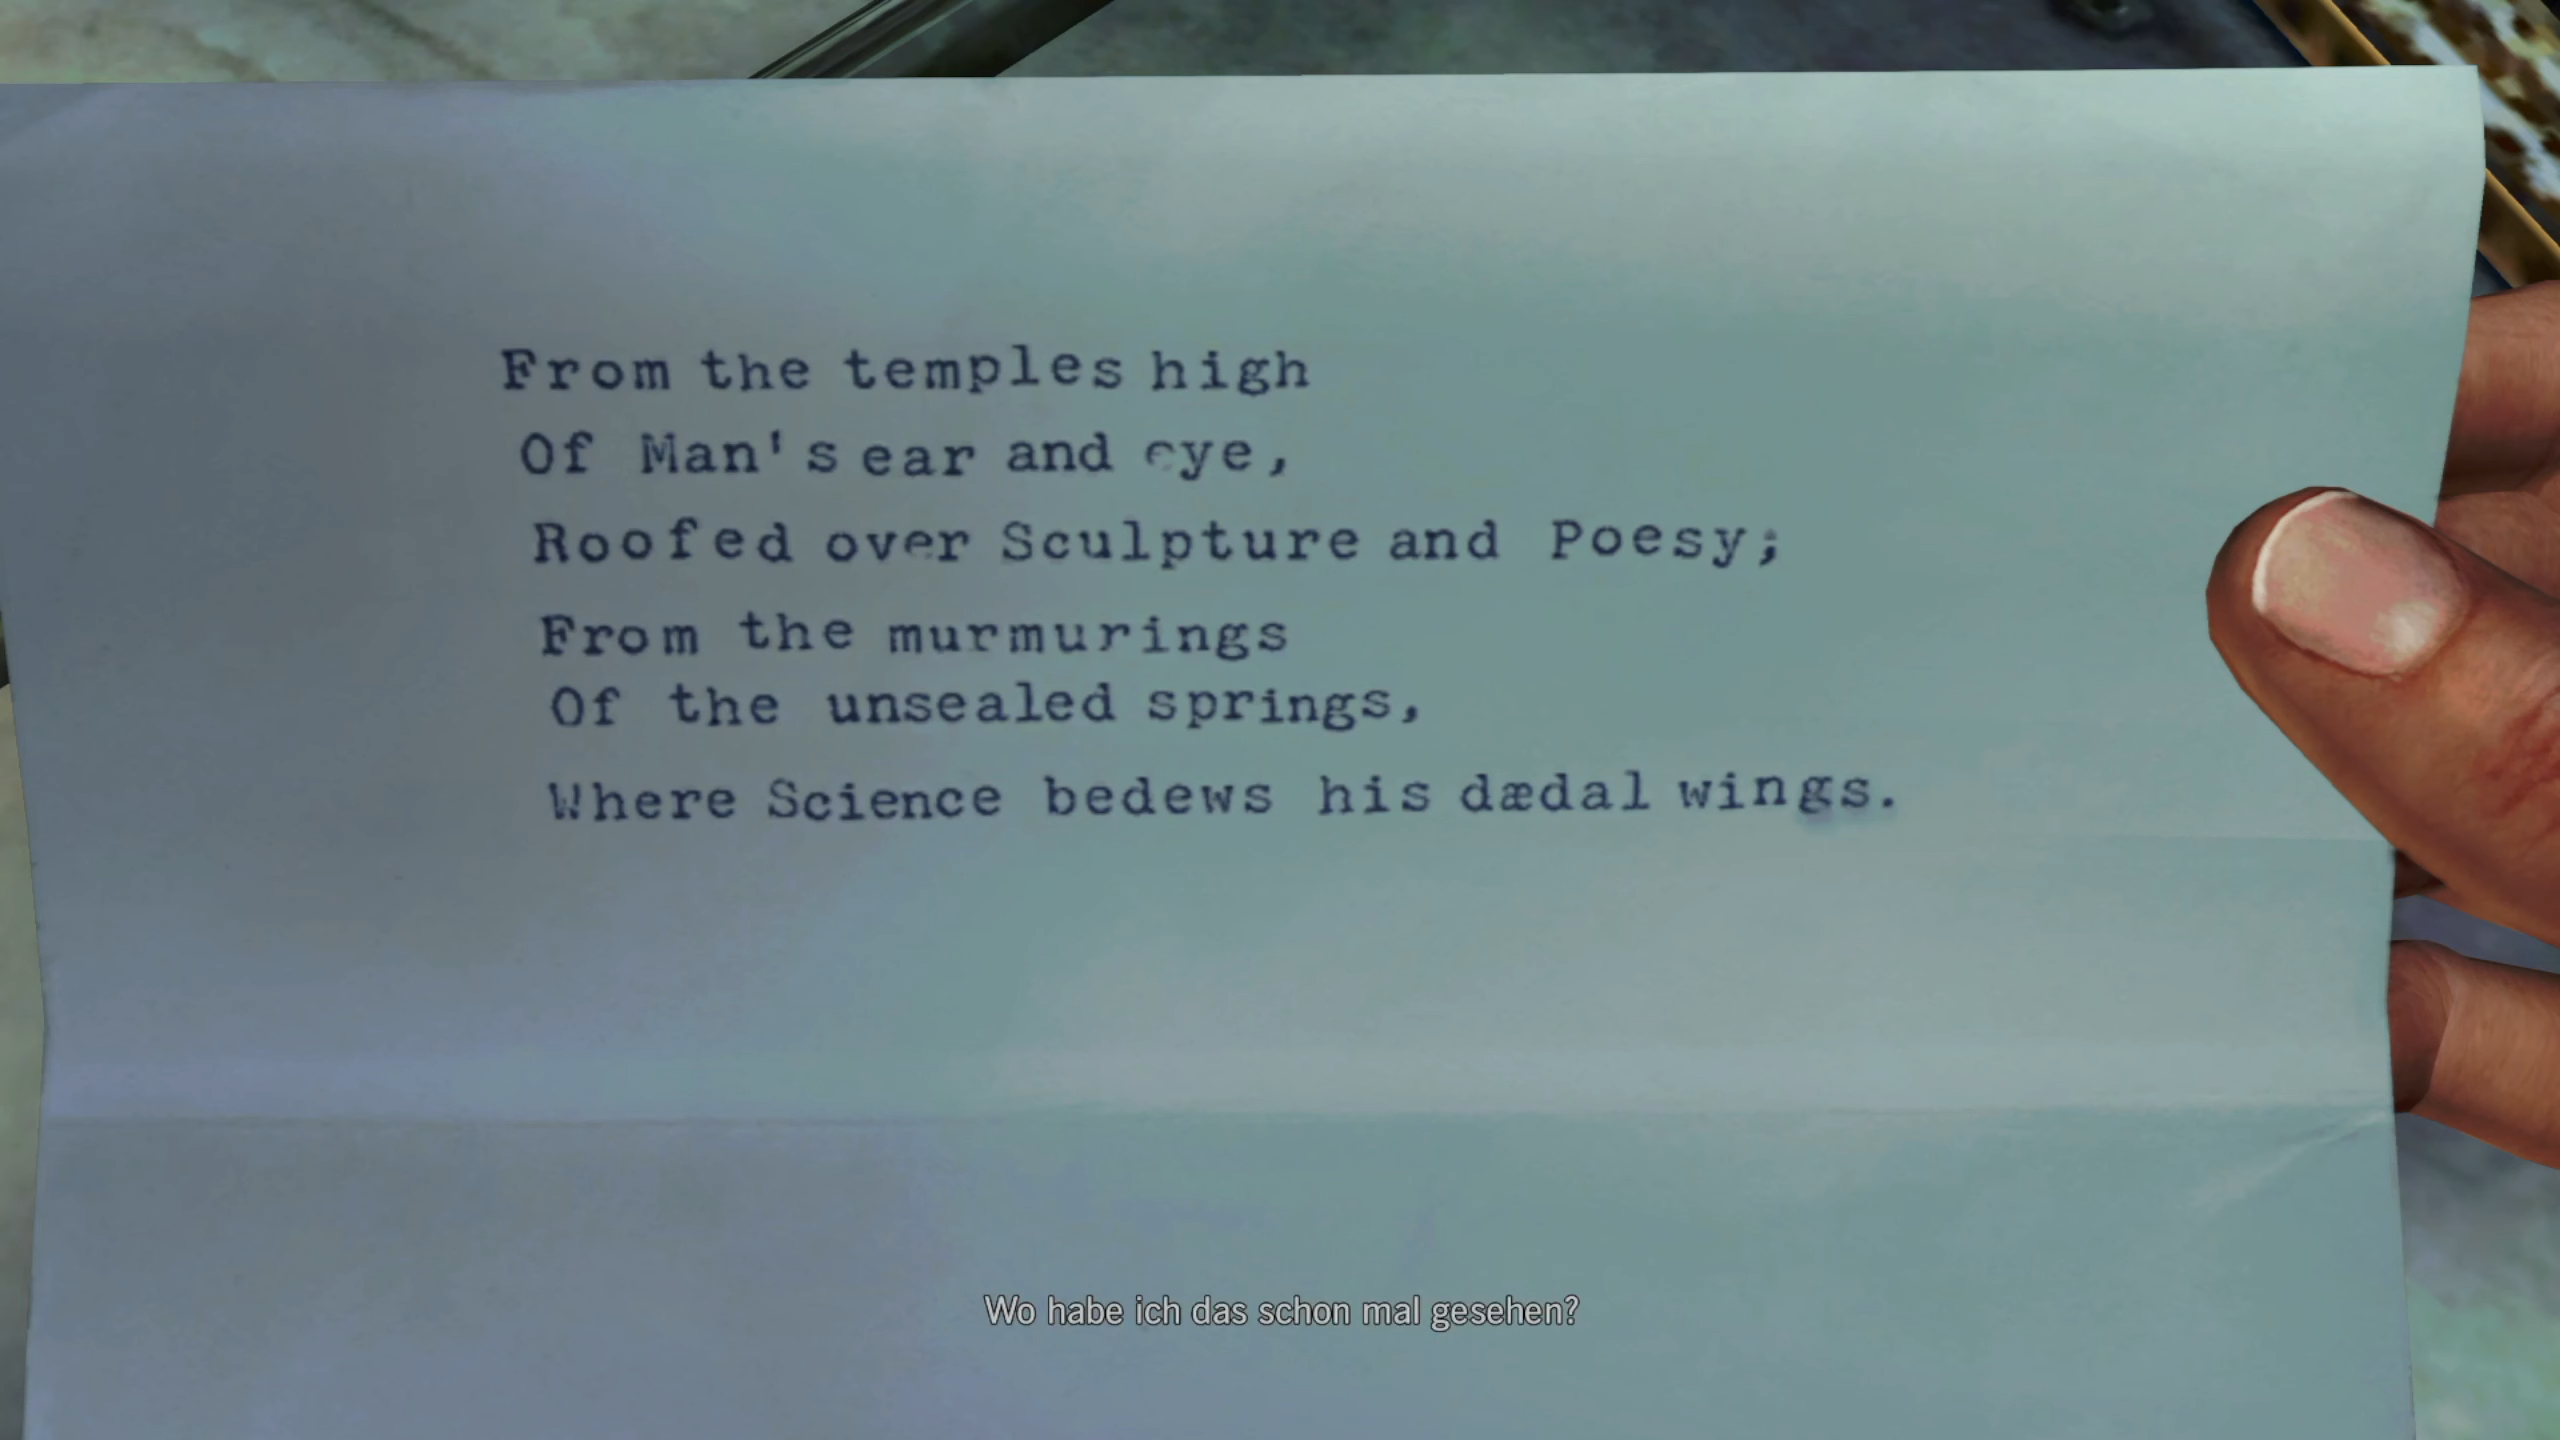 From the temples high
Of Man's ear and eye,
Roofed over Sculpture and Poesy;
From the murmurings
Of the unsealed springs,
Where Science bedews his dædal wings.
Wo habe ich das schon mal gesehen?